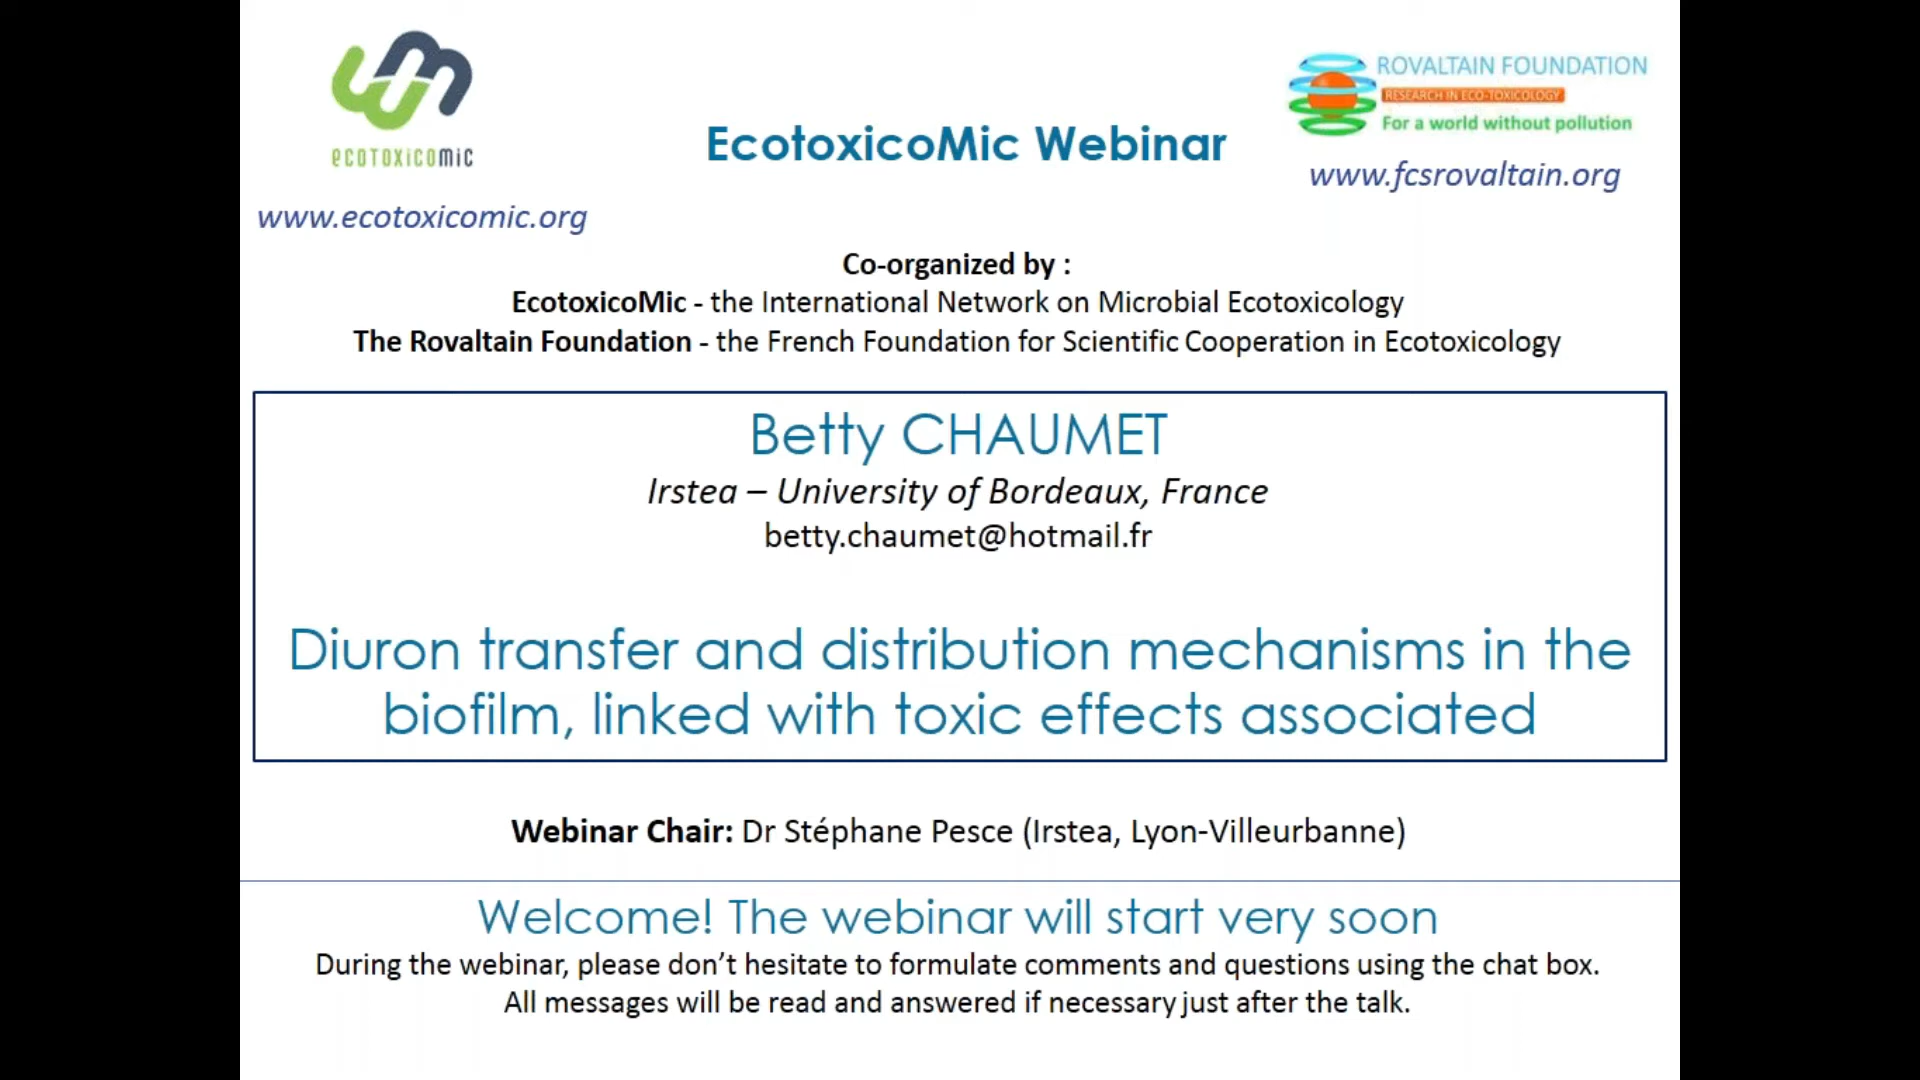 ecotoxicomic
ROVALTAIN FOUNDATION
RESEARCH IN ECO-TOXICOLOGY
For a world without pollution
EcotoxicoMic Webinar
www.fcsrovaltain.org
www.ecotoxicomic.org
Co-organized by :
EcotoxicoMic - the International Network on Microbial Ecotoxicology
The Rovaltain Foundation - the French Foundation for Scientific Cooperation in Ecotoxicology
Betty CHAUMET
Irstea – University of Bordeaux, France
betty.chaumet@hotmail.fr
Diuron transfer and distribution mechanisms in the
biofilm, linked with toxic effects associated
Webinar Chair: Dr Stéphane Pesce (Irstea, Lyon-Villeurbanne)
Welcome! The webinar will start very soon
During the webinar, please don’t hesitate to formulate comments and questions using the chat box.
All messages will be read and answered if necessary just after the talk.